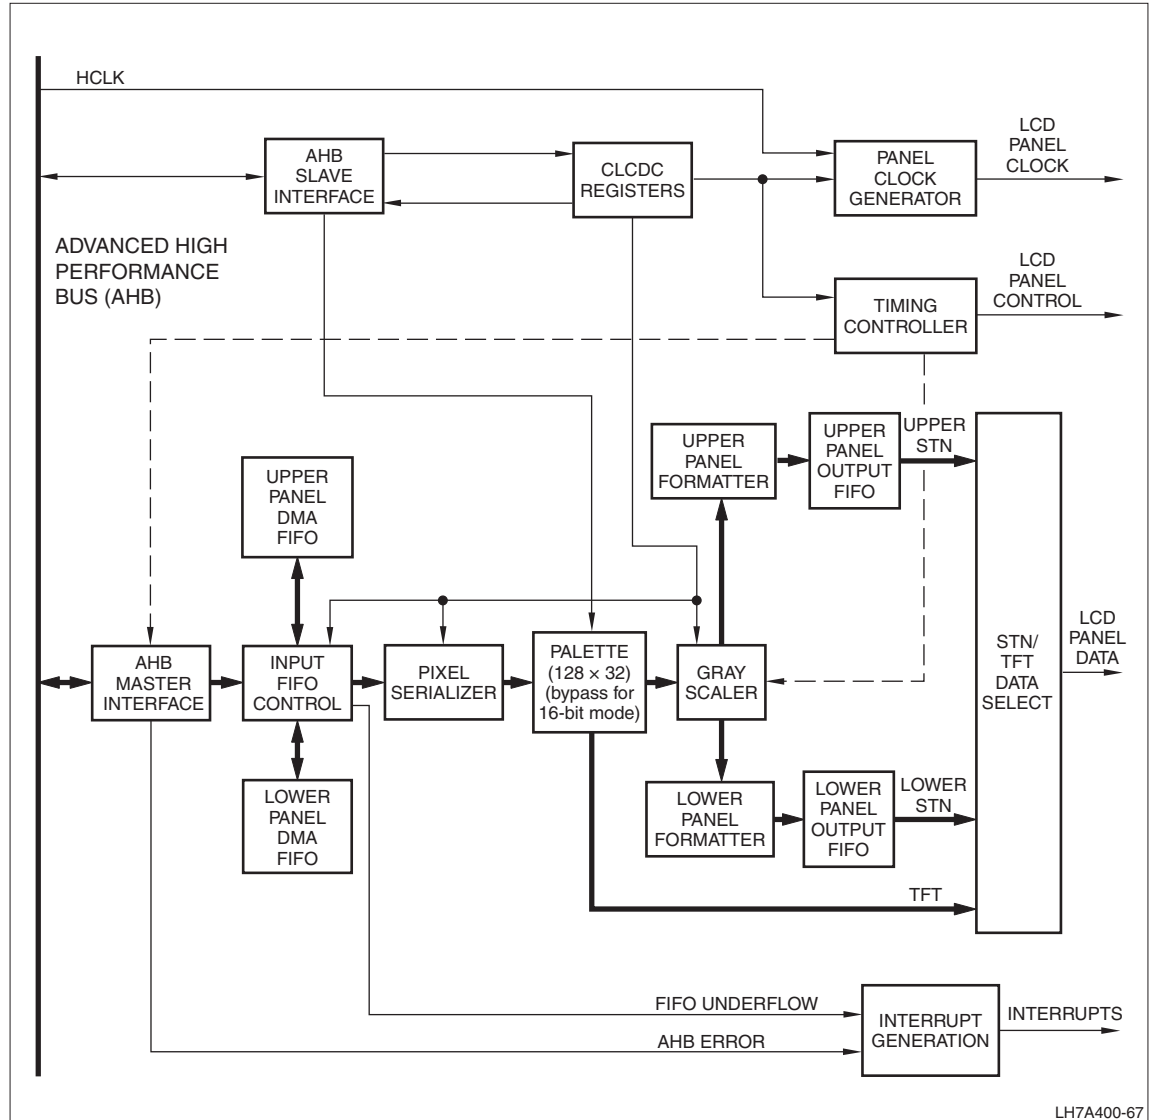 HCLK
LCD
PANEL
CLOCK
AHB
SLAVE
INTERFACE
CLCDC
REGISTERS
PANEL
CLOCK
GENERATOR
ADVANCED HIGH
PERFORMANCE
BUS (AHB)
LCD
PANEL
CONTROL
TIMING
CONTROLLER
UPPER
PANEL
DMA
FIFO
UPPER
PANEL
FORMATTER
UPPER
PANEL
OUTPUT
FIFO
UPPER
STN
AHB
MASTER
INTERFACE
INPUT
FIFO
CONTROL
PIXEL
SERIALIZER
PALETTE
(128 × 32)
(bypass for
16-bit mode)
GRAY
SCALER
STN/
TFT
DATA
SELECT
LCD
PANEL
DATA
LOWER
PANEL
DMA
FIFO
LOWER
PANEL
FORMATTER
LOWER
PANEL
OUTPUT
FIFO
LOWER
STN
TFT
FIFO UNDERFLOW
AHB ERROR
INTERRUPT
GENERATION
INTERRUPTS
LH7A400-67